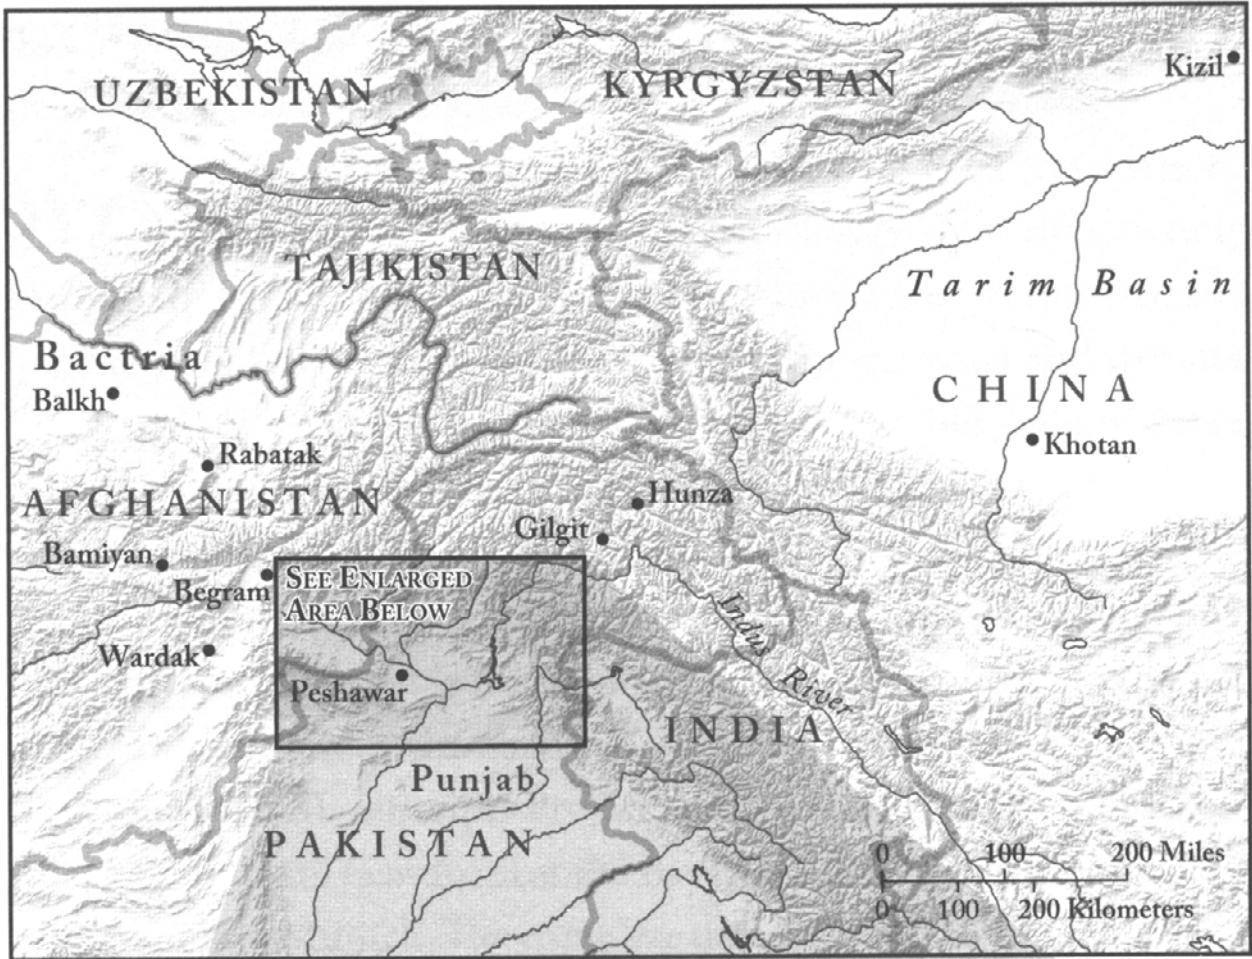 Kizil
UZBEKISTAN
KYRGYZSTAN
TAJIKISTAN
Tarim Basin
Bactria
Balkh
CHINA
Khotan
Rabatak
AFGHANISTAN
Hunza
Gilgit
Bamiyan
Begram
SEE ENLARGED
AREA BELOW
Wardak
Peshawar
Indus River
INDIA
Punjab
PAKISTAN
0 100 200 Miles
0 100 200 Kilometers